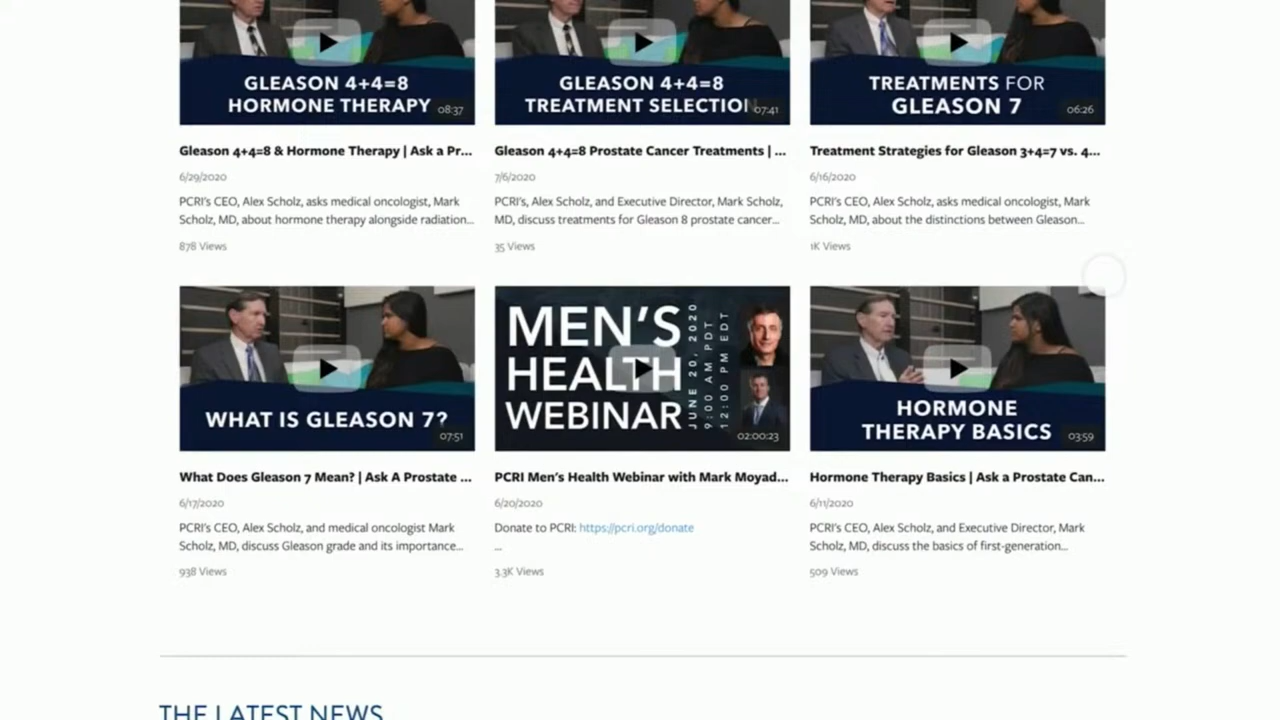 GLEASON 4+4=8
HORMONE THERAPY
08:37
GLEASON 4+4=8
TREATMENT SELECTIO
07:41
TREATMENTS FOR
GLEASON 7
06:26
Gleason 4+4=8 & Hormone Therapy | Ask a Pr...
6/29/2020
PCRI's CEO, Alex Scholz, asks medical oncologist, Mark
Scholz, MD, about hormone therapy alongside radiation...
878 Views
Gleason 4+4=8 Prostate Cancer Treatments | ...
7/6/2020
PCRI's, Alex Scholz, and Executive Director, Mark Scholz,
MD, discuss treatments for Gleason 8 prostate cancer...
35 Views
Treatment Strategies for Gleason 3+4=7 vs. 4...
6/16/2020
PCRI's CEO, Alex Scholz, asks medical oncologist, Mark
Scholz, MD, about the distinctions between Gleason...
1K Views
WHAT IS GLEASON 7?
07:51
MEN'S
HEALTH
WEBINAR
JUNE 20, 2020
9:00 AM PDT
12:00 PM EDT
02:00:23
HORMONE
THERAPY BASICS
03:59
What Does Gleason 7 Mean? | Ask A Prostate ...
6/17/2020
PCRI's CEO, Alex Scholz, and medical oncologist Mark
Scholz, MD, discuss Gleason grade and its importance...
938 Views
PCRI Men's Health Webinar with Mark Moyad...
6/20/2020
Donate to PCRI: https://pcri.org/donate
...
3.3K Views
Hormone Therapy Basics | Ask a Prostate Can...
6/11/2020
PCRI's CEO, Alex Scholz, and Executive Director, Mark
Scholz, MD, discuss the basics of first-generation...
509 Views
THE LATEST NEWS